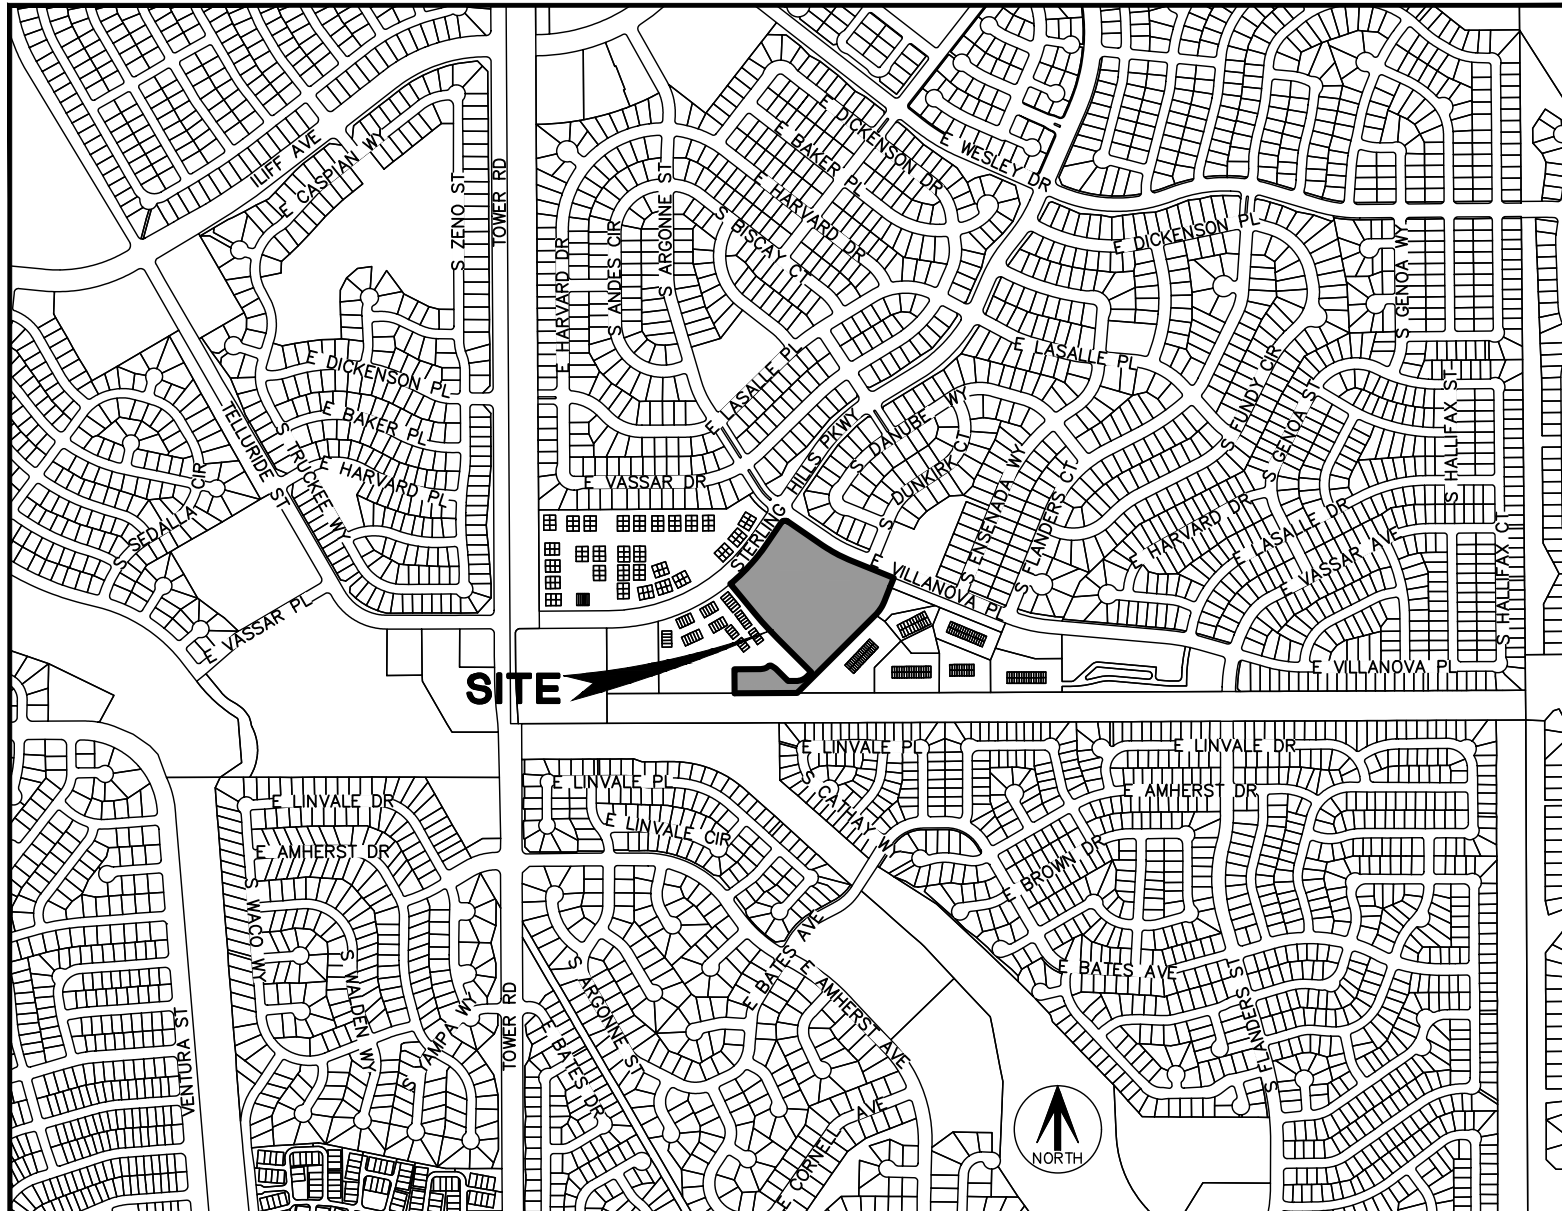 ILIFF AVE
E CASPIAN WY
S ZENO ST
TOWER RD
E HARVARD DR
S ANDES CIR
S ARGONNE ST
E DICKENSON DR
E BAKER PL
E HARVARD DR
S BISCAY CT
E WESLEY DR
E DICKENSON PL
S GENOA WY
E DICKENSON PL
E BAKER PL
E HARVARD PL
TELLURIDE ST
S TRUCKEE WY
S SEDALIA CIR
E VASSAR PL
E LASALLE PL
E VASSAR DR
STERLING HILLS PKWY
S DANUBE WY
S DUNKIRK CT
E LASALLE PL
S ENSENADA WY
S FLANDERS CT
S FUNDY CIR
S GENOA ST
S HALLIFAX ST
E HARVARD DR
E LASALLE DR
E VASSAR AVE
S HALLIFAX CT
E VILLANOVA PL
E VILLANOVA PL
SITE
E LINVALE PL
E LINVALE DR
E AMHERST DR
S CATHAY WY
E BROWN DR
E BATES AVE
S FLANDERS ST
E LINVALE PL
E LINVALE CIR
E LINVALE DR
E AMHERST DR
S WACO WY
S WALDEN WY
S YAMPA WY
VENTURA ST
TOWER RD
S ARGONNE ST
E BATES DR
E BATES AVE
E AMHERST AVE
E CORNELL AVE
NORTH